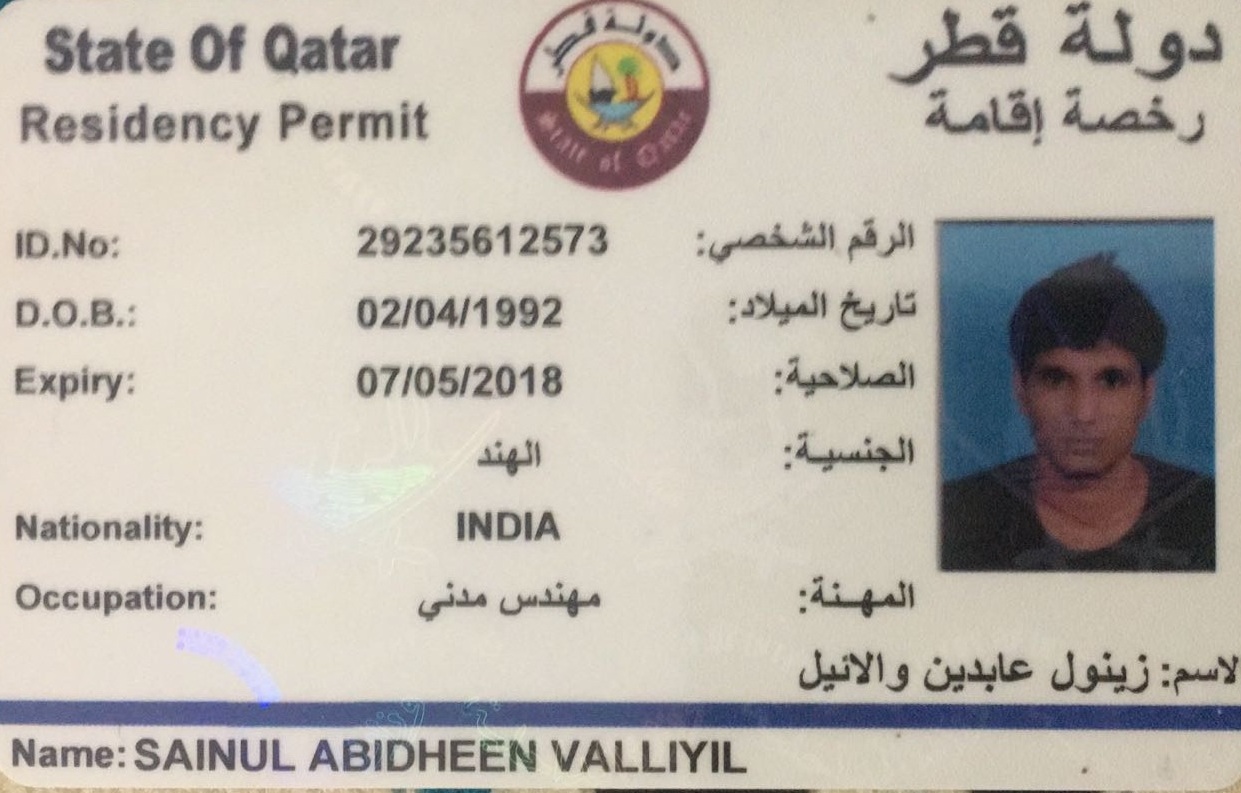 State Of Qatar
دولة قطر
Residency Permit
رخصة إقامة
دولة قطر
State of Qatar
ID.No: 29235612573 الرقم الشخصي:
D.O.B.: 02/04/1992 تاريخ الميلاد:
Expiry: 07/05/2018 الصلاحية:
الهند الجنسية:
Nationality: INDIA
Occupation: مهندس مدني المهنة:
لاسم: زينول عابدين والائيل
Name: SAINUL ABIDHEEN VALLIYIL